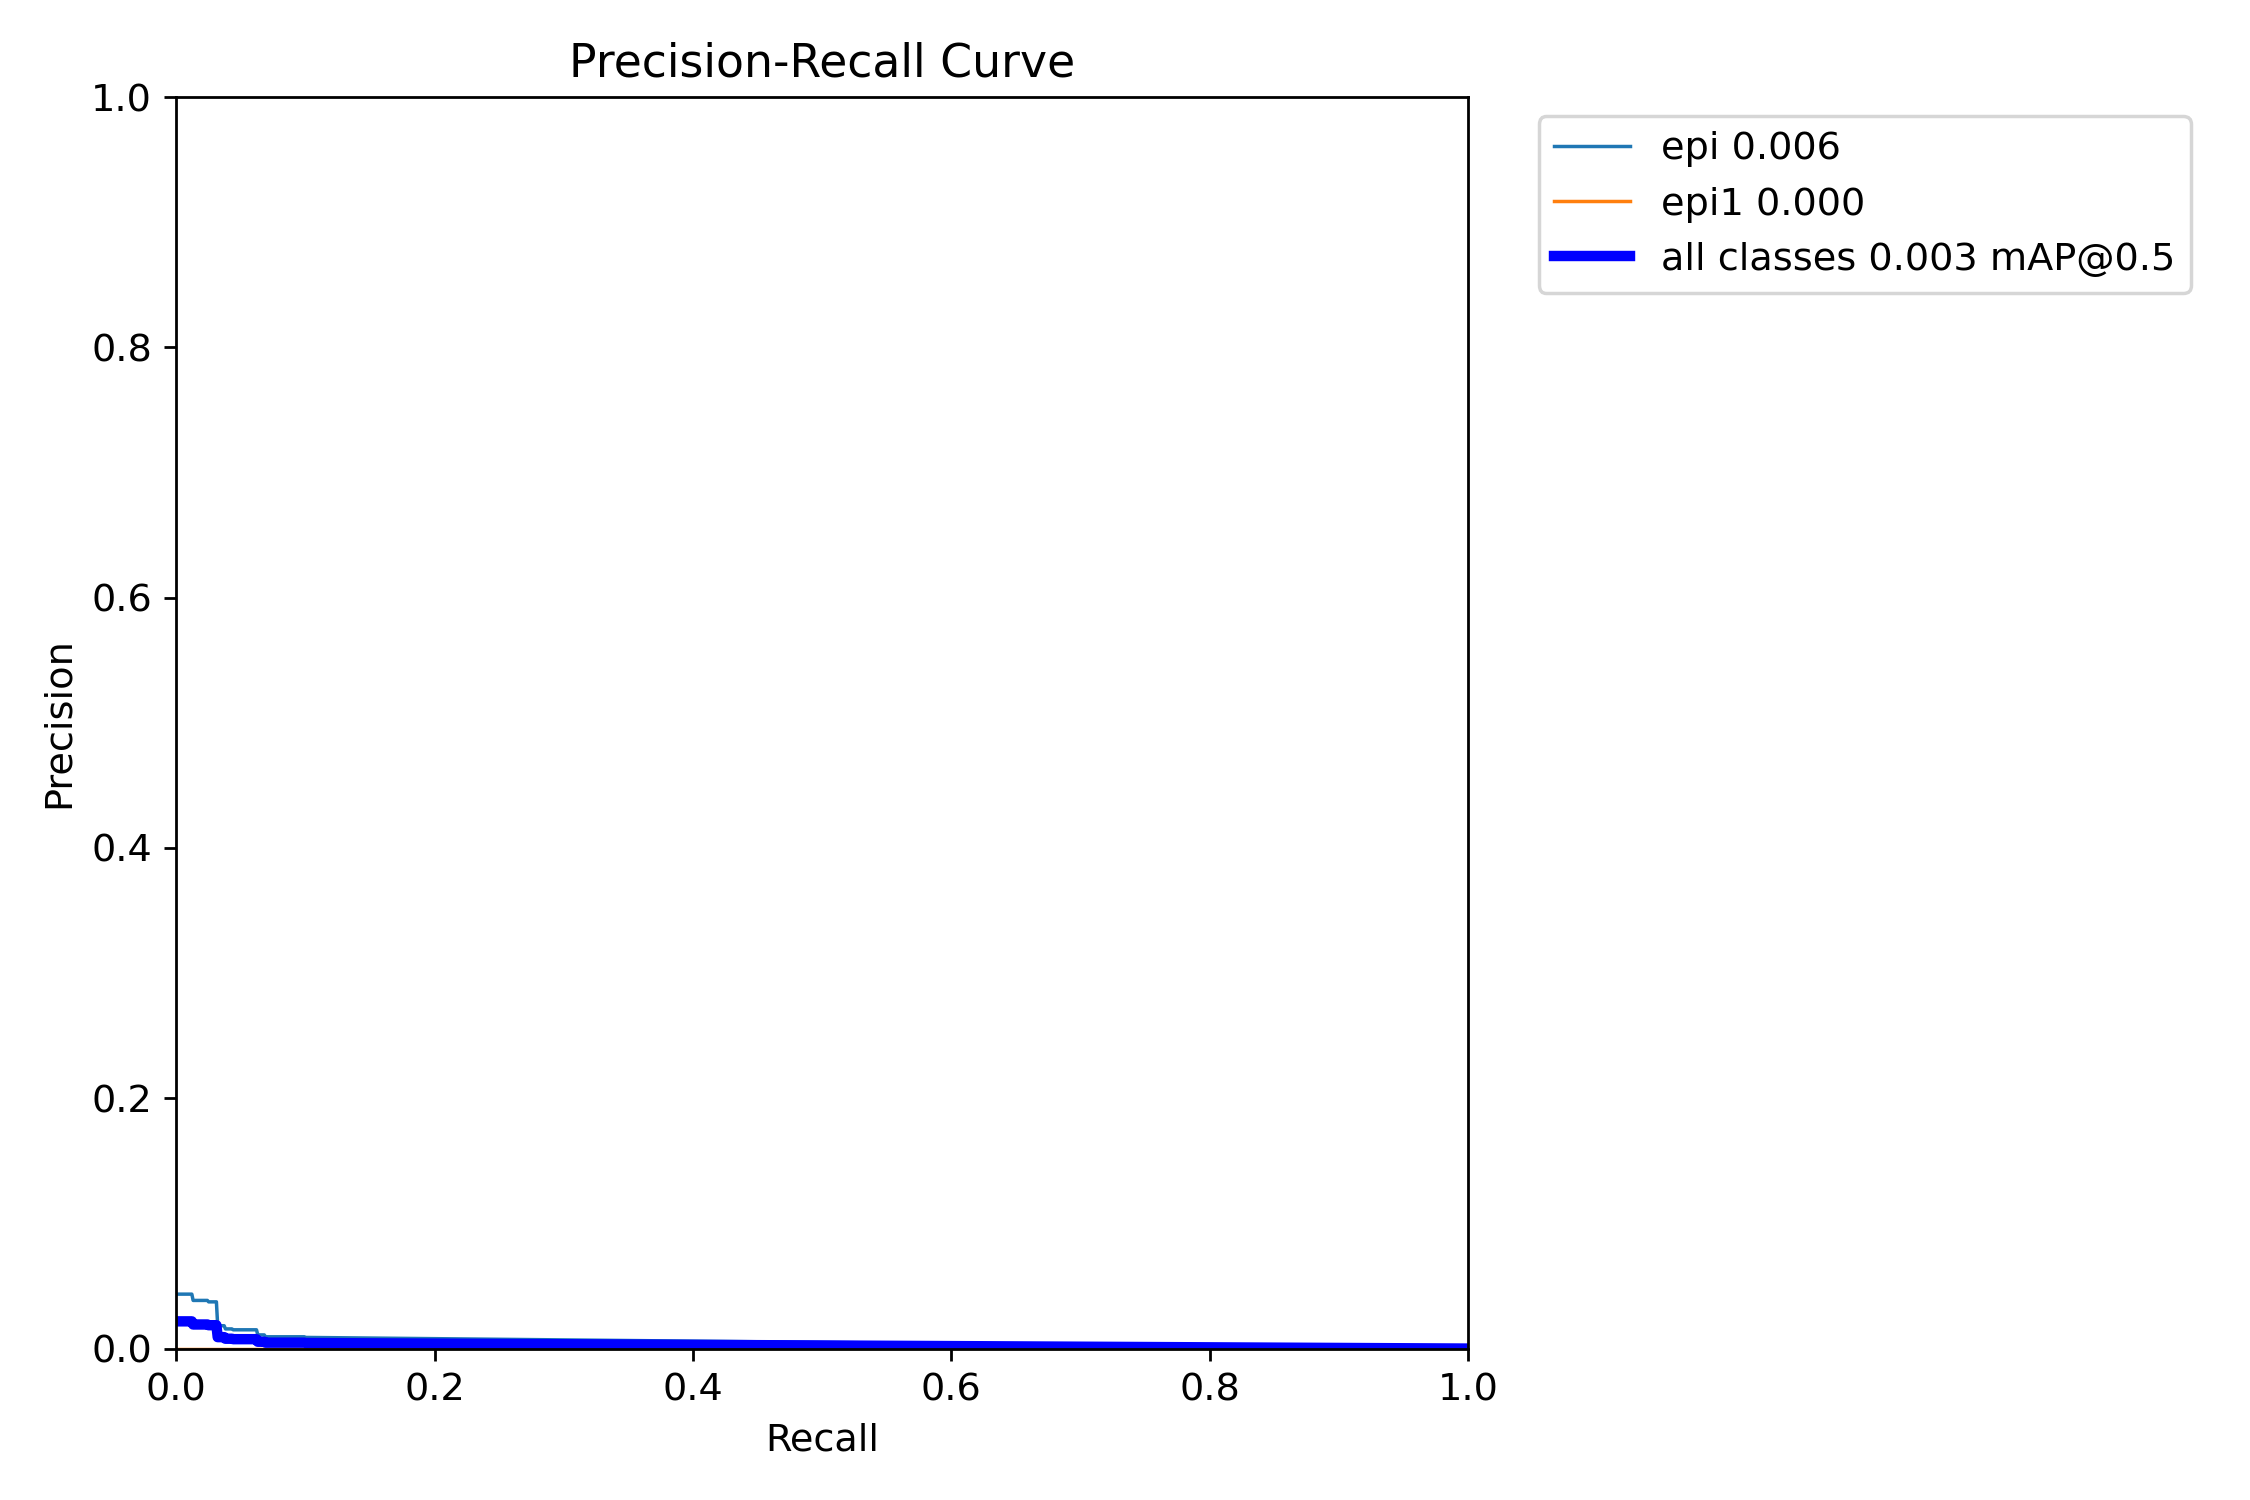 Precision-Recall Curve
1.0
0.8
0.6
0.4
0.2
0.0
Precision
0.0 0.2 0.4 0.6 0.8 1.0
Recall
epi 0.006
epi1 0.000
all classes 0.003 mAP@0.5